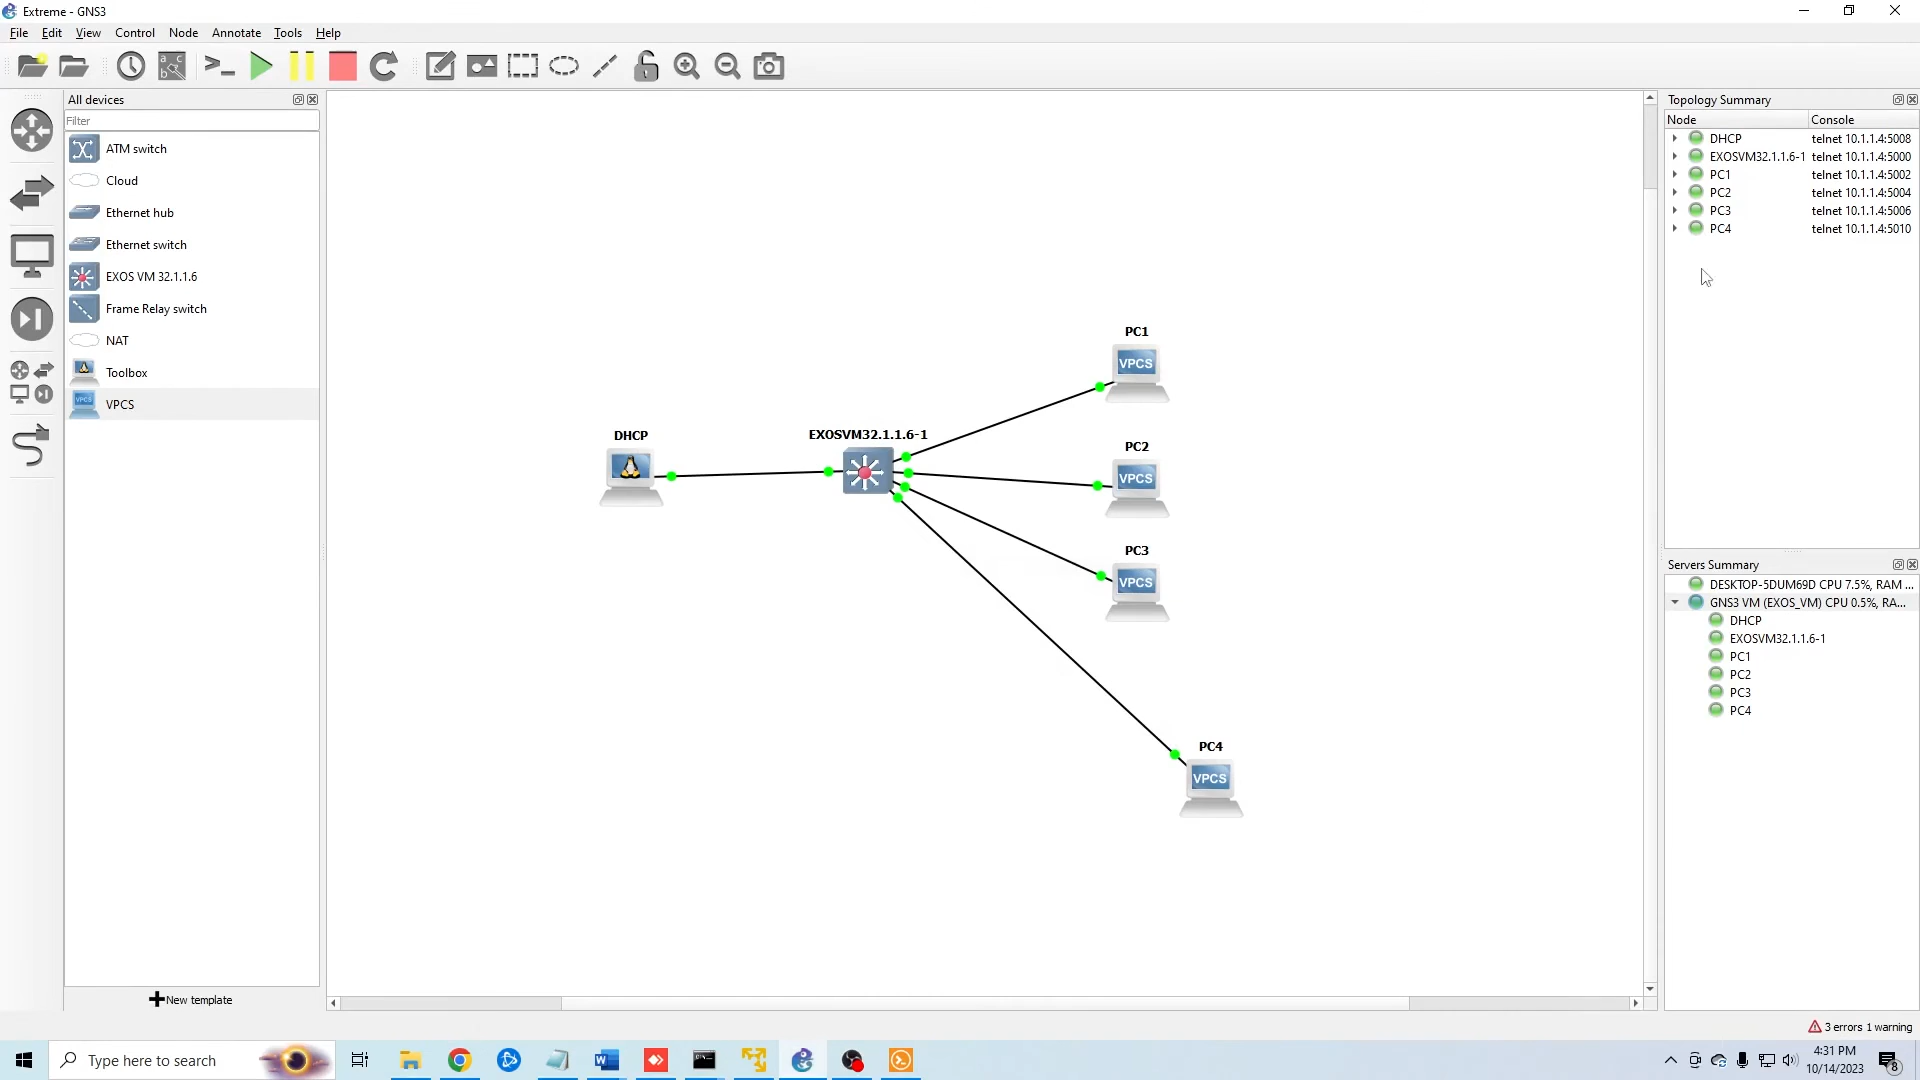 Extreme - GNS3
File Edit View Control Node Annotate Tools Help
All devices
Filter
ATM switch
Cloud
Ethernet hub
Ethernet switch
EXOS VM 32.1.1.6
Frame Relay switch
NAT
Toolbox
VPCS
New template
PC1
VPCS
DHCP
EXOSVM32.1.1.6-1
PC2
VPCS
PC3
VPCS
PC4
VPCS
Topology Summary
Node Console
DHCP telnet 10.1.1.4:5008
EXOSVM32.1.1.6-1 telnet 10.1.1.4:5000
PC1 telnet 10.1.1.4:5002
PC2 telnet 10.1.1.4:5004
PC3 telnet 10.1.1.4:5006
PC4 telnet 10.1.1.4:5010
Servers Summary
DESKTOP-5DUM69D CPU 7.5%, RAM ...
GNS3 VM (EXOS_VM) CPU 0.5%, RA...
DHCP
EXOSVM32.1.1.6-1
PC1
PC2
PC3
PC4
3 errors 1 warning
Type here to search
4:31 PM
10/14/2023
8